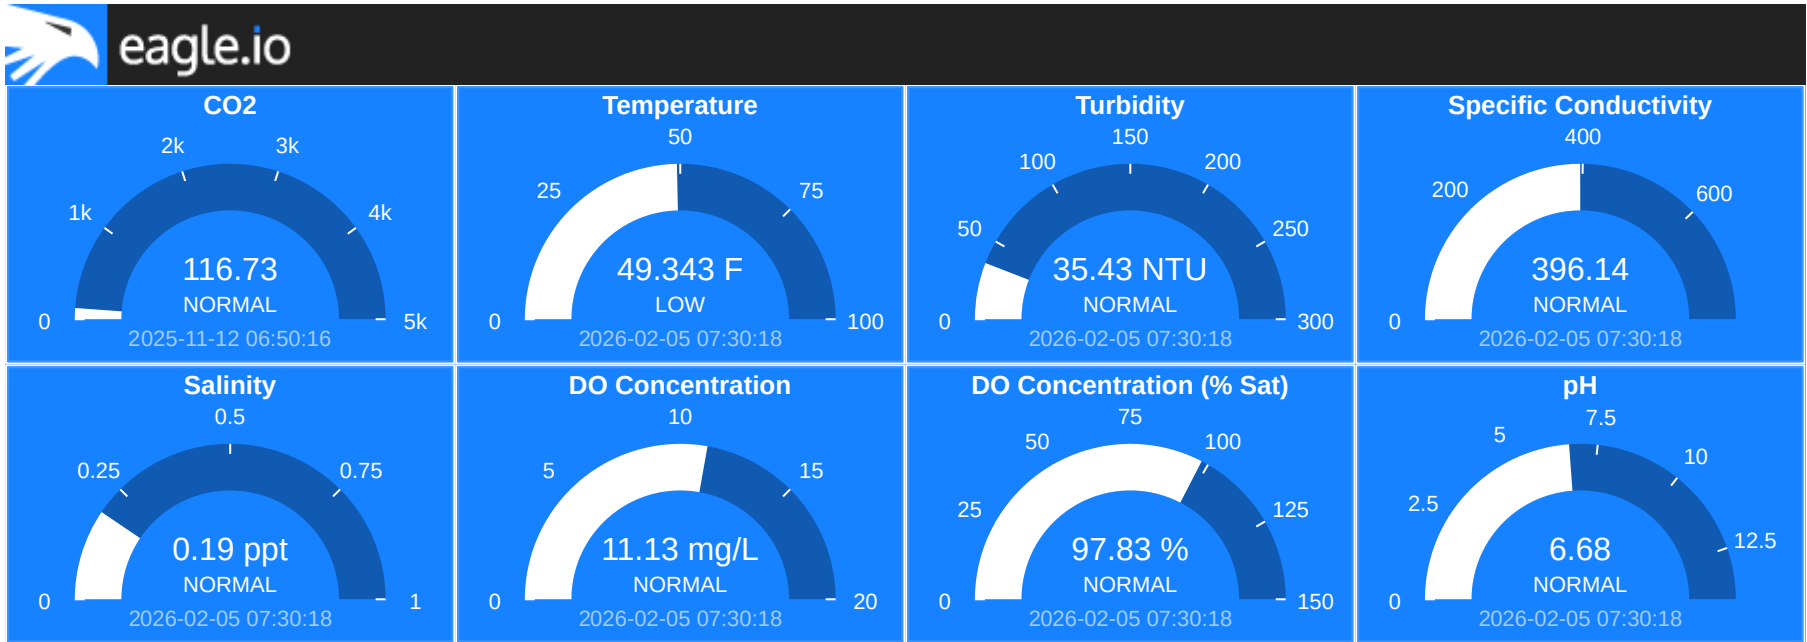 eagle.io
CO2
2k
3k
1k
4k
116.73
NORMAL
0
5k
2025-11-12 06:50:16
Temperature
50
25
75
49.343 F
LOW
0
100
2026-02-05 07:30:18
Turbidity
150
100
200
50
250
35.43 NTU
NORMAL
0
300
2026-02-05 07:30:18
Specific Conductivity
400
200
600
396.14
NORMAL
0
2026-02-05 07:30:18
Salinity
0.5
0.25
0.75
0.19 ppt
NORMAL
0
1
2026-02-05 07:30:18
DO Concentration
10
5
15
11.13 mg/L
NORMAL
0
20
2026-02-05 07:30:18
DO Concentration (% Sat)
75
50
100
25
125
97.83 %
NORMAL
0
150
2026-02-05 07:30:18
pH
7.5
5
10
2.5
12.5
6.68
NORMAL
0
2026-02-05 07:30:18